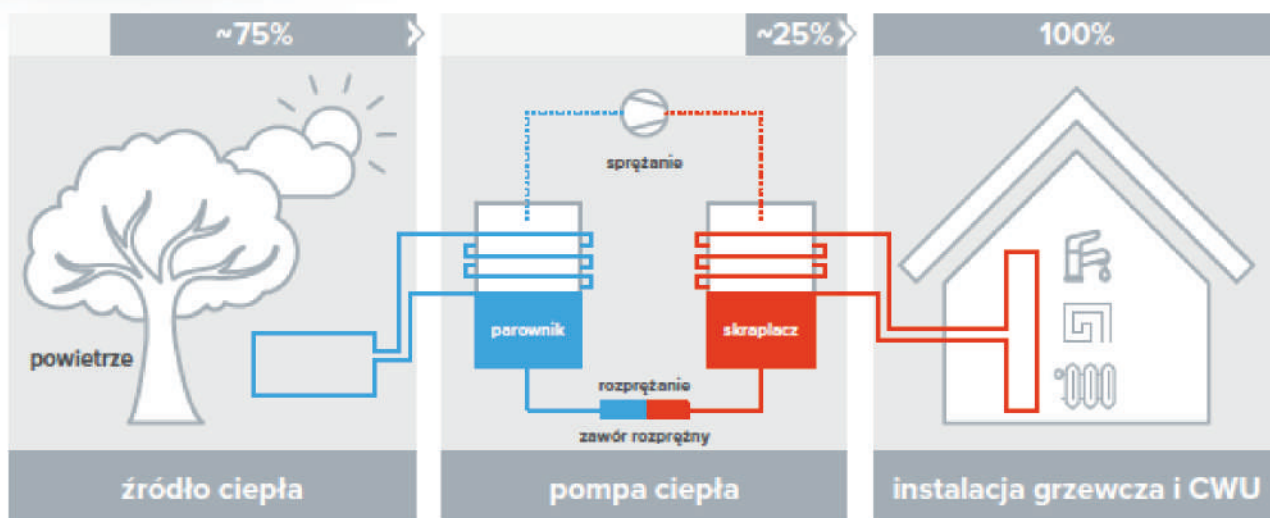 ~75%
~25%
100%
sprężanie
powietrze
parownik
skraplacz
rozprężanie
zawór rozprężny
źródło ciepła
pompa ciepła
instalacja grzewcza i CWU